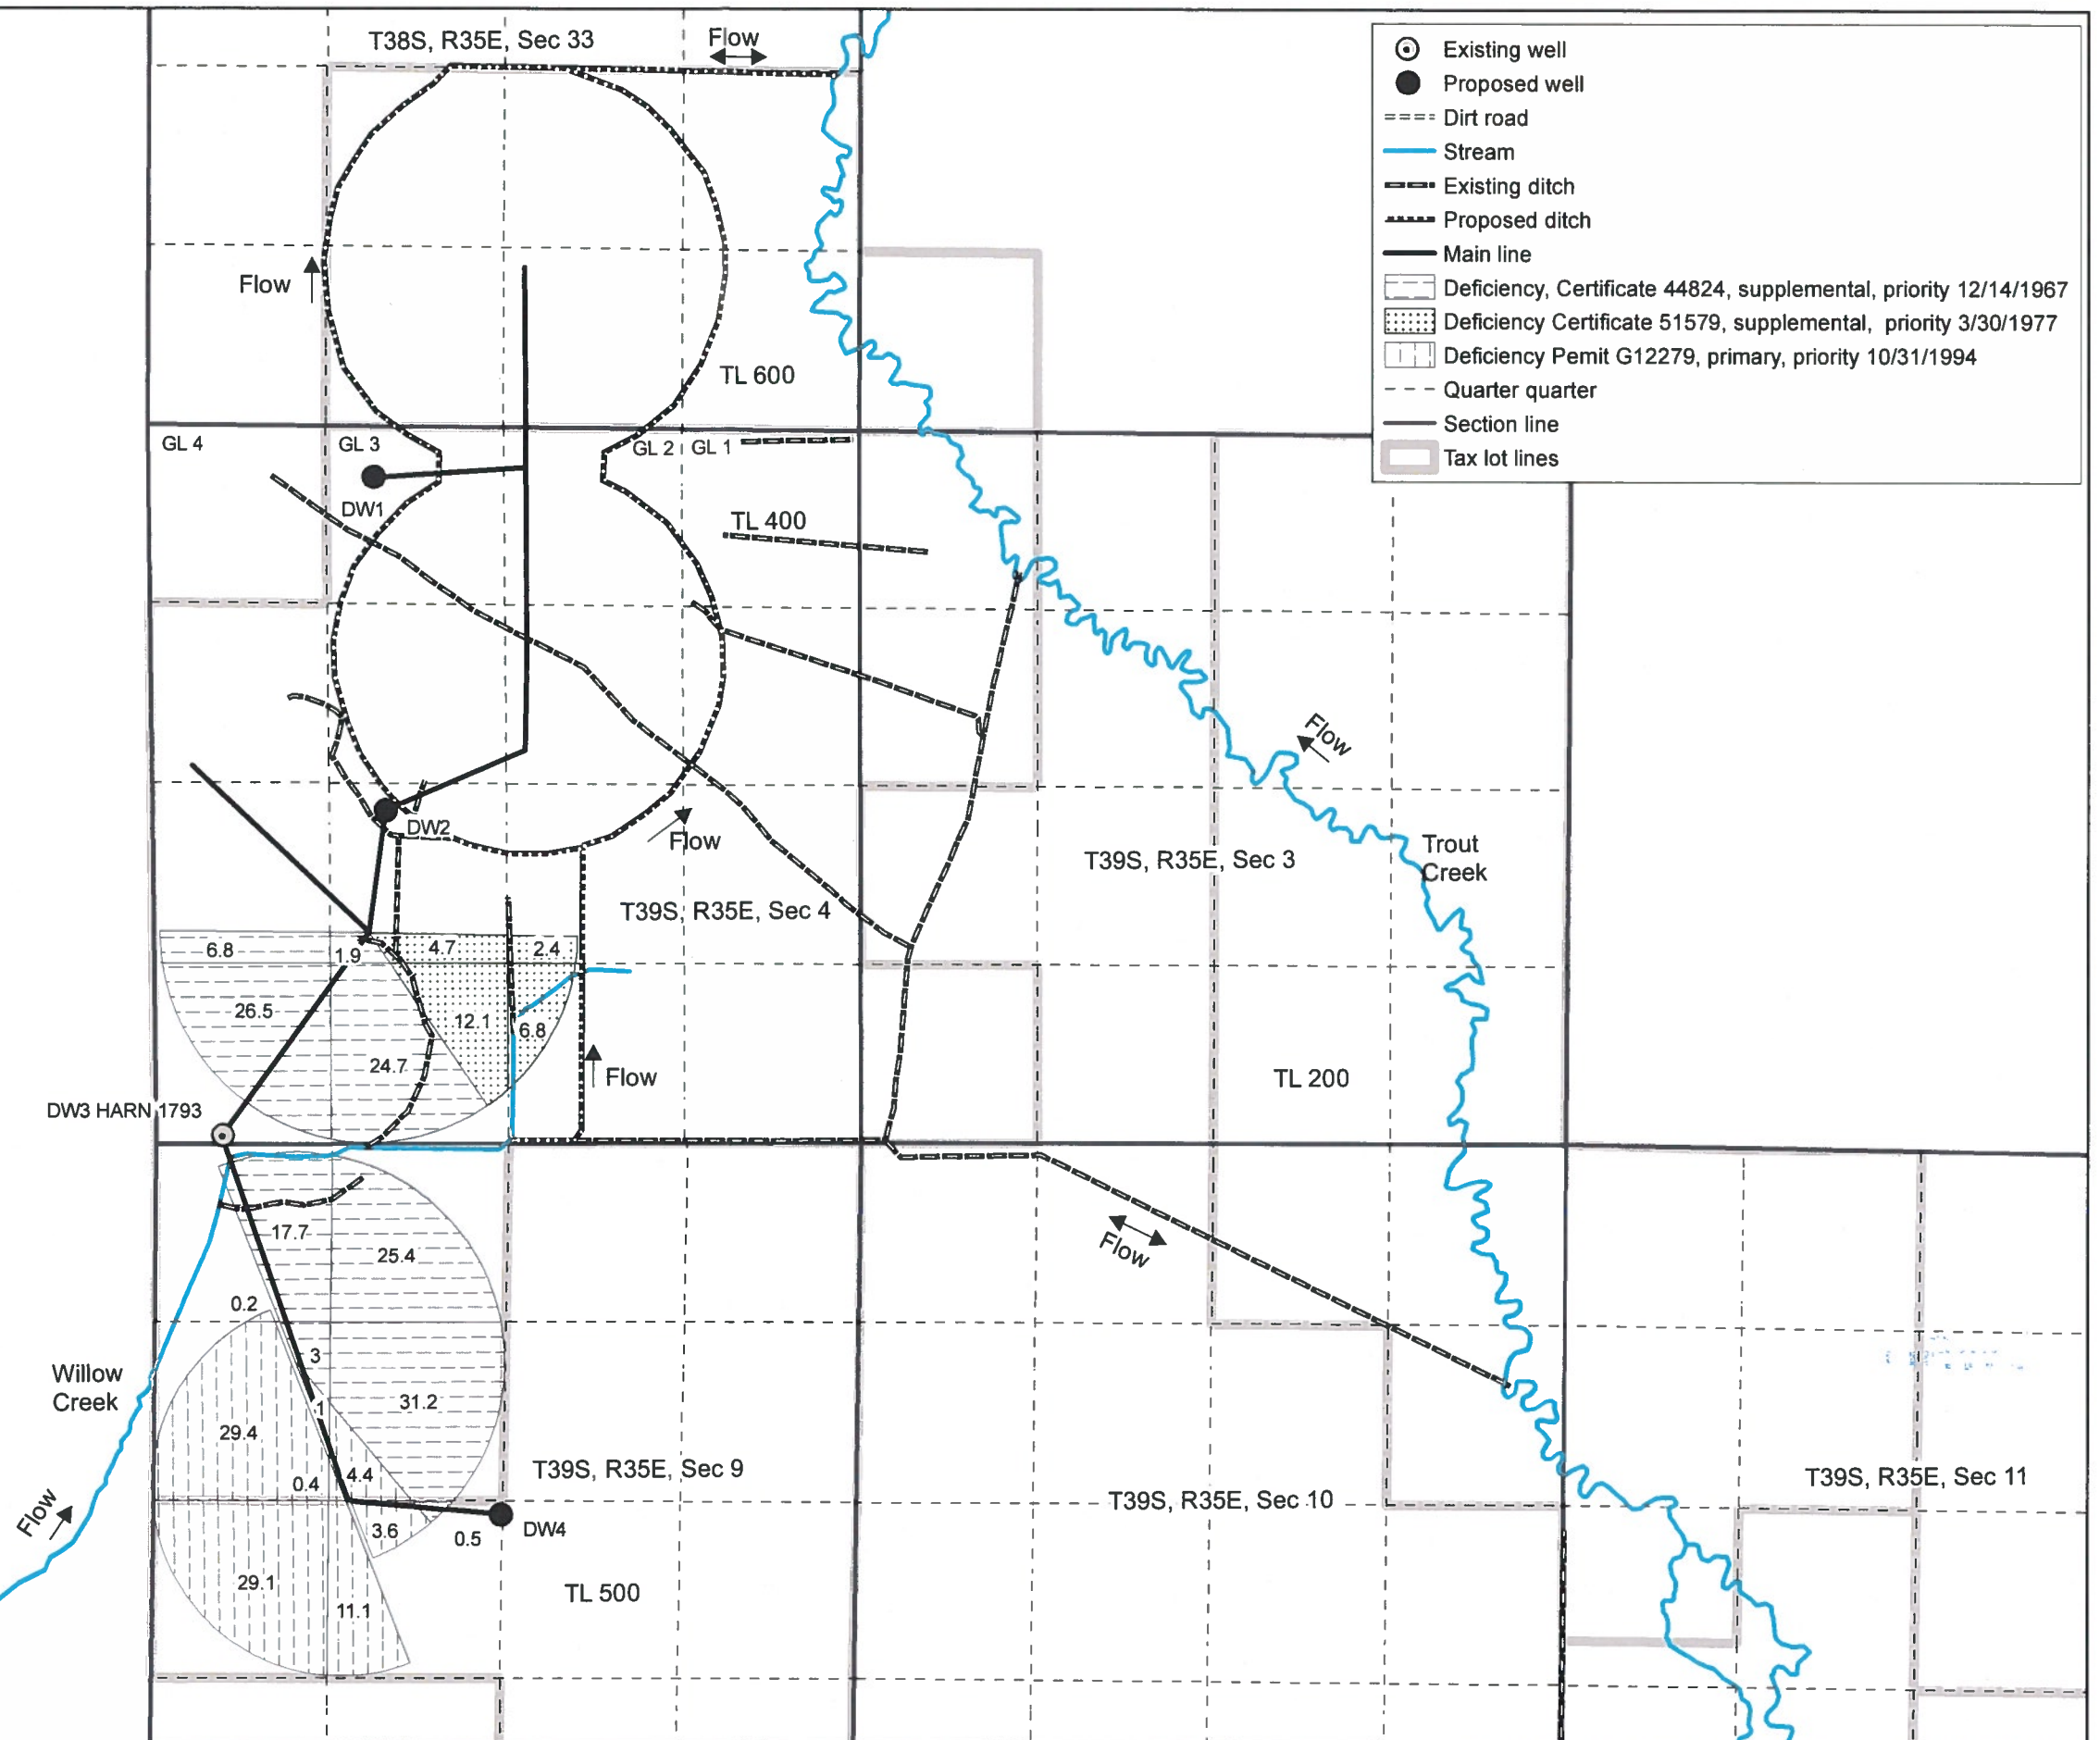 T38S, R35E, Sec 33
Flow
Existing well
Proposed well
Dirt road
Stream
Existing ditch
Proposed ditch
Main line
Deficiency, Certificate 44824, supplemental, priority 12/14/1967
Deficiency Certificate 51579, supplemental, priority 3/30/1977
Deficiency Pemit G12279, primary, priority 10/31/1994
Quarter quarter
Section line
Tax lot lines
Flow
TL 600
GL 4
GL 3
GL 2
GL 1
DW1
TL 400
Flow
DW2
Flow
Trout
Creek
T39S, R35E, Sec 3
T39S, R35E, Sec 4
6.8
1.9
4.7
2.4
26.5
12.1
6.8
24.7
Flow
TL 200
DW3 HARN 1793
17.7
25.4
Flow
0.2
3
Willow
Creek
1
31.2
29.4
0.4
4.4
T39S, R35E, Sec 9
T39S, R35E, Sec 10
T39S, R35E, Sec 11
Flow
3.6
0.5
DW4
29.1
11.1
TL 500